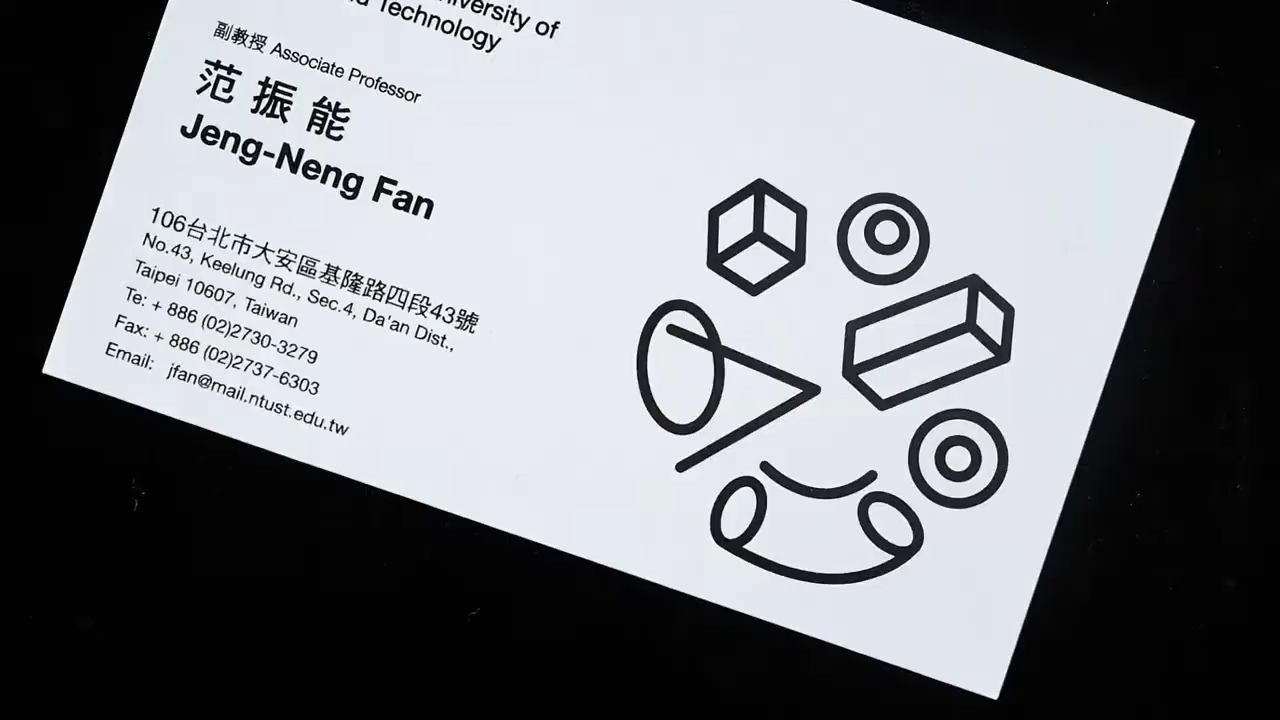 University of
Technology
副教授 Associate Professor
范振能
Jeng-Neng Fan
106台北市大安區基隆路四段43號
No.43, Keelung Rd., Sec.4, Da'an Dist.,
Taipei 10607, Taiwan
Te: + 886 (02)2730-3279
Fax: + 886 (02)2737-6303
Email: jfan@mail.ntust.edu.tw